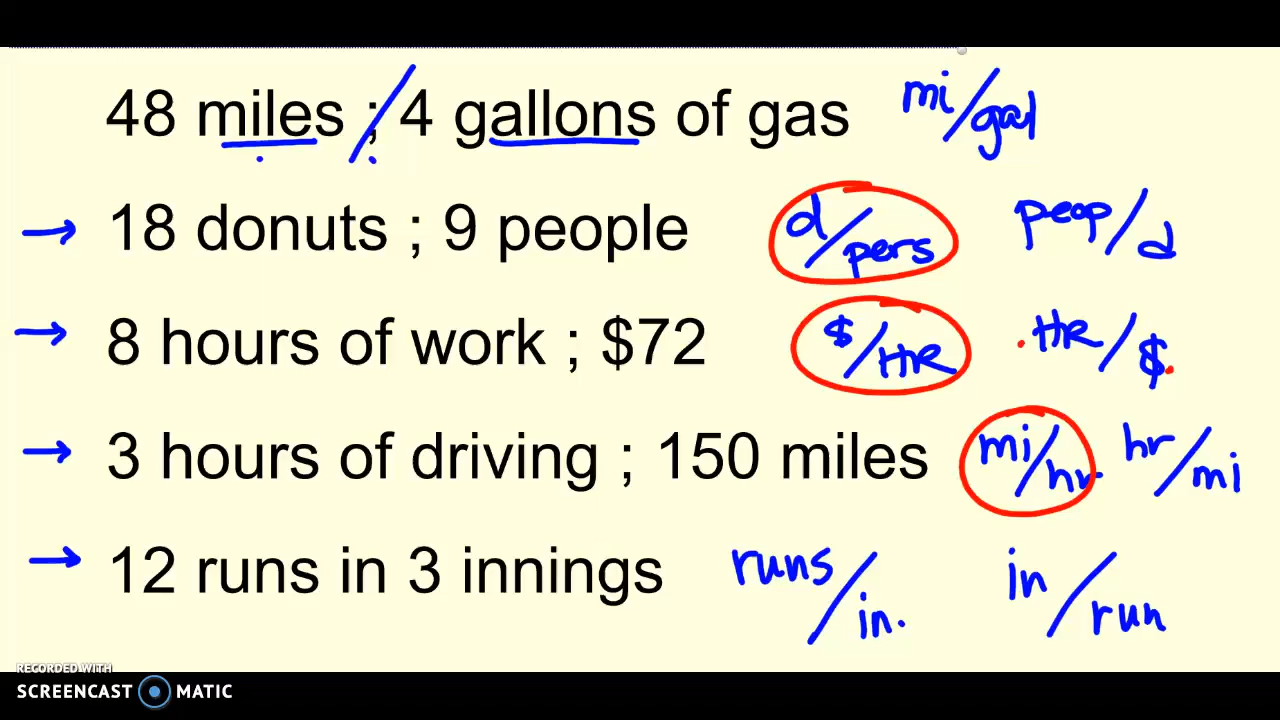 48 miles ; 4 gallons of gas mi/gal
→ 18 donuts ; 9 people d/pers peop/d
→ 8 hours of work ; $72 $/HR HR/$
→ 3 hours of driving ; 150 miles mi/hr hr/mi
→ 12 runs in 3 innings runs/in. in/run
RECORDED WITH
SCREENCAST MATIC